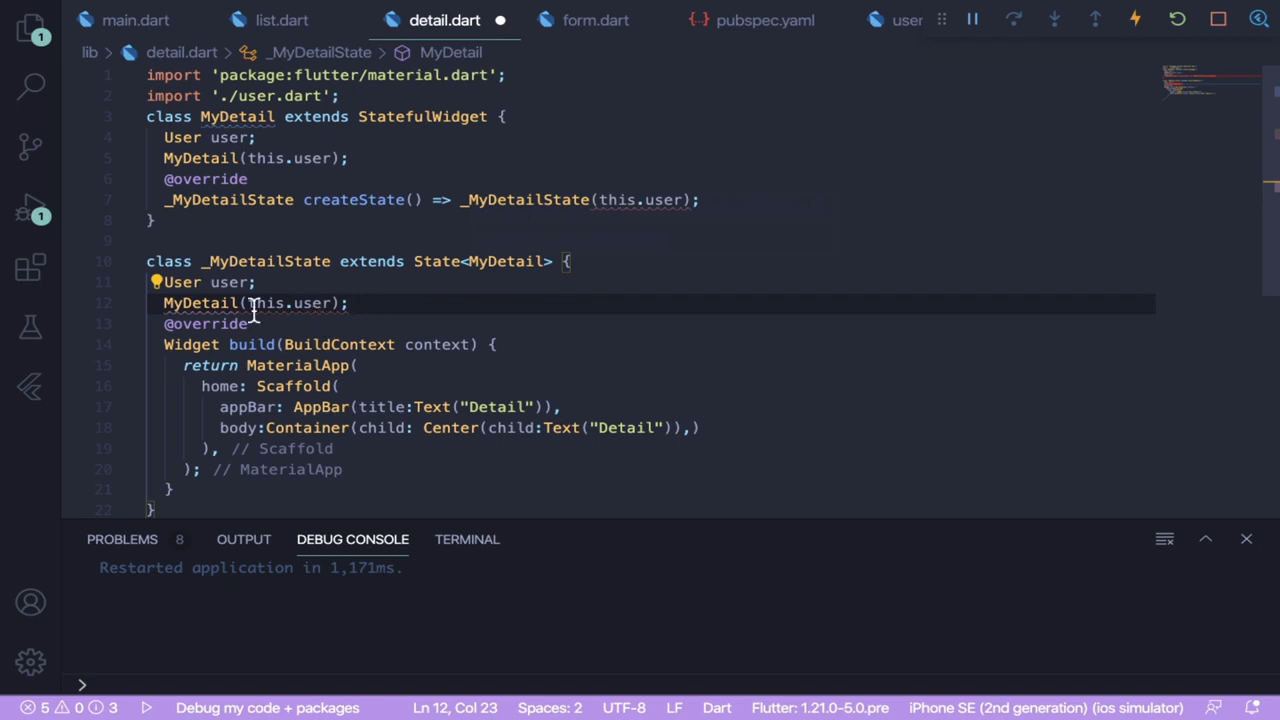 main.dart list.dart detail.dart form.dart pubspec.yaml user
lib > detail.dart > _MyDetailState > MyDetail
1 import 'package:flutter/material.dart';
2 import './user.dart';
3 class MyDetail extends StatefulWidget {
4 User user;
5 MyDetail(this.user);
6 @override
7 _MyDetailState createState() => _MyDetailState(this.user);
8 }
9
10 class _MyDetailState extends State<MyDetail> {
11 User user;
12 MyDetail(this.user);
13 @override
14 Widget build(BuildContext context) {
15 return MaterialApp(
16 home: Scaffold(
17 appBar: AppBar(title:Text("Detail")),
18 body:Container(child: Center(child:Text("Detail")),)
19 ), // Scaffold
20 ); // MaterialApp
21 }
22 }
1
1
PROBLEMS 8 OUTPUT DEBUG CONSOLE TERMINAL
Restarted application in 1,171ms.
>
5 0 3 Debug my code + packages Ln 12, Col 23 Spaces: 2 UTF-8 LF Dart Flutter: 1.21.0-5.0.pre iPhone SE (2nd generation) (ios simulator)